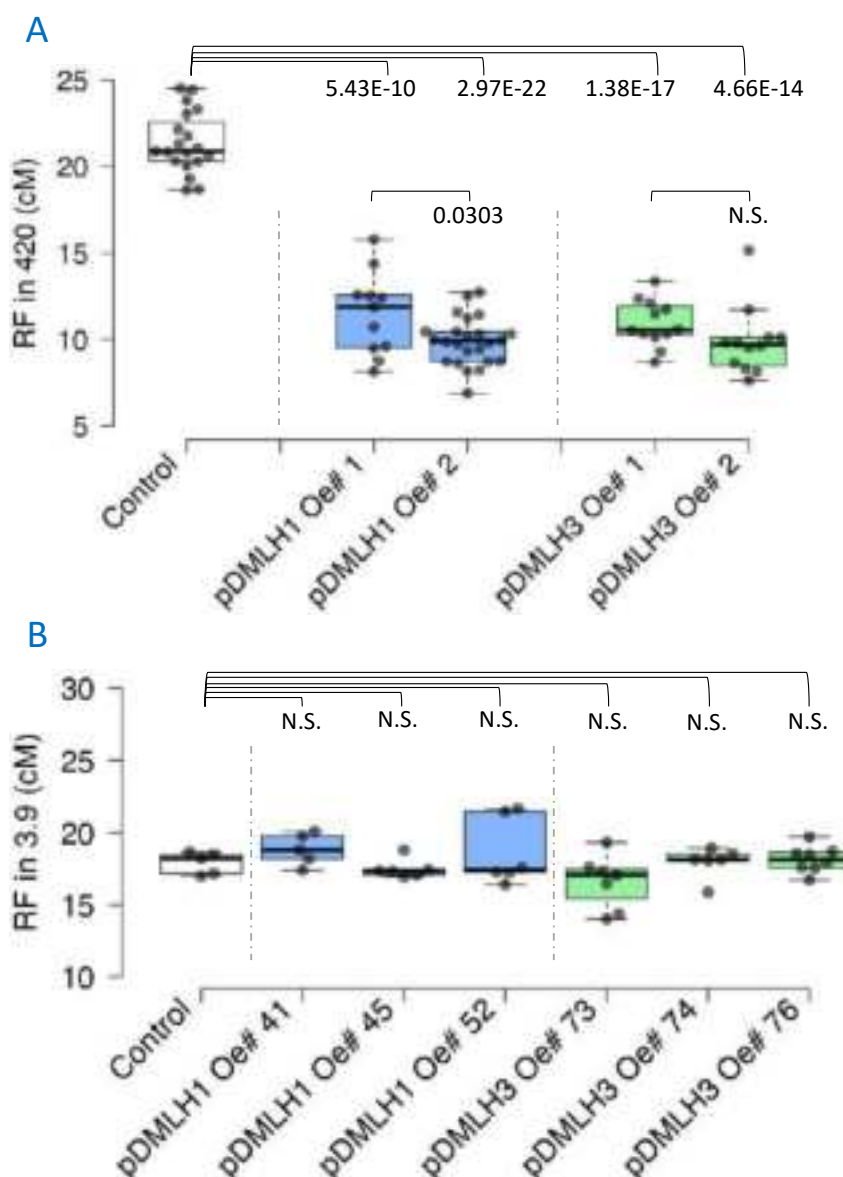 A
5.43E-10 2.97E-22 1.38E-17 4.66E-14
0.0303 N.S.
RF in 420 (cM)
25
20
15
10
5
Control
pDMLH1 Oe# 1
pDMLH1 Oe# 2
pDMLH3 Oe# 1
pDMLH3 Oe# 2
B
N.S. N.S. N.S. N.S. N.S. N.S.
RF in 3.9 (cM)
30
25
20
15
10
Control
pDMLH1 Oe# 41
pDMLH1 Oe# 45
pDMLH1 Oe# 52
pDMLH3 Oe# 73
pDMLH3 Oe# 74
pDMLH3 Oe# 76